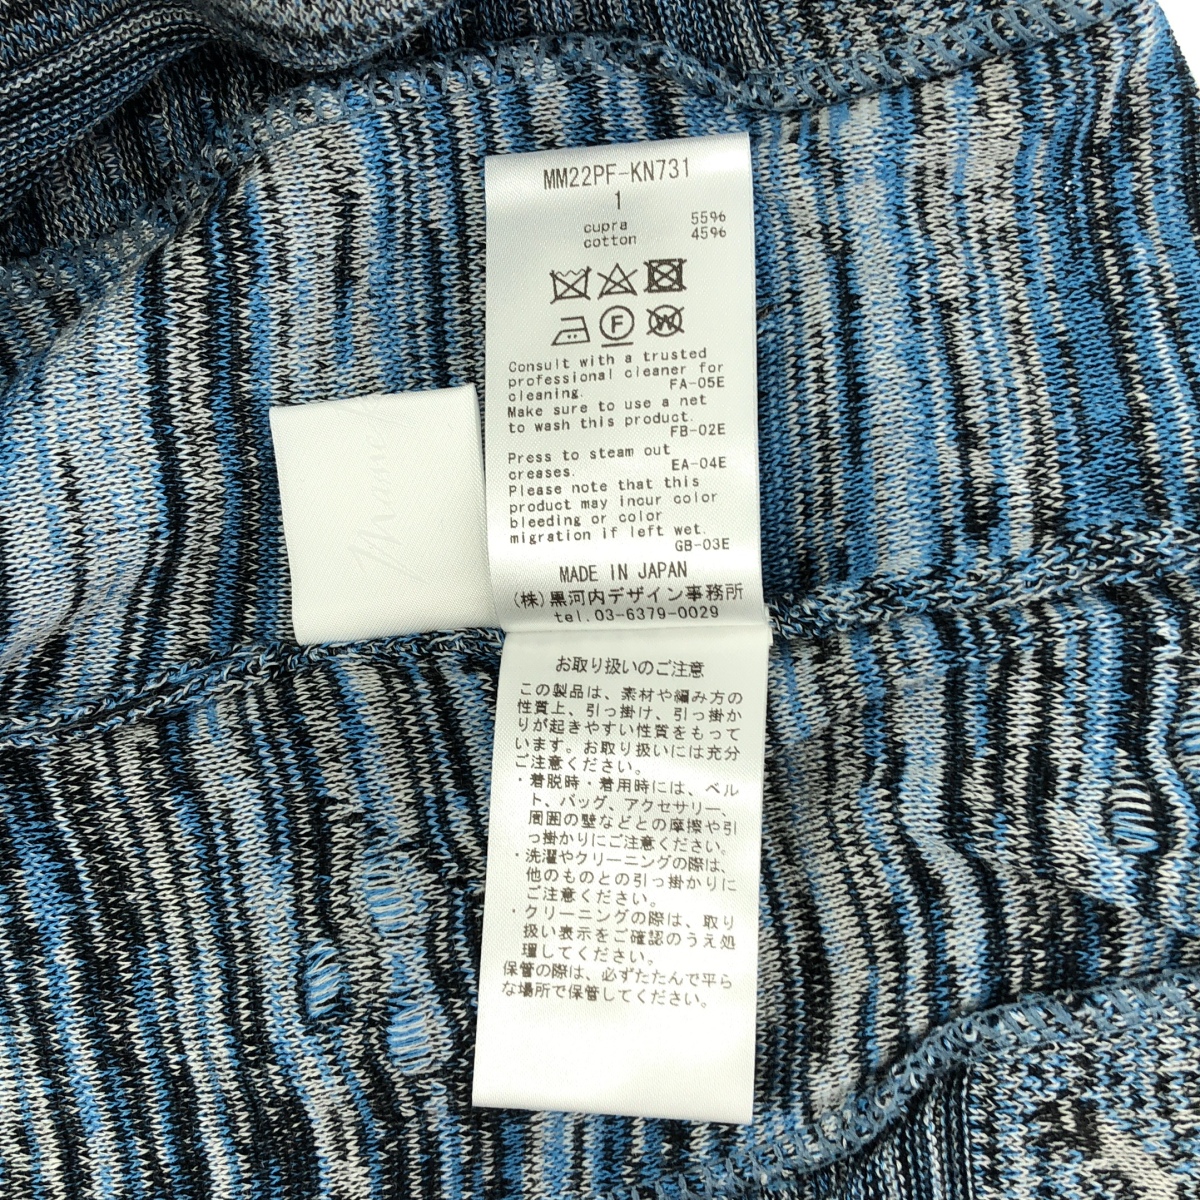 MM22PF-KN731
1
cupra 55%
cotton 45%
F
W
Consult with a trusted
professional cleaner for
cleaning. FA-05E
Make sure to use a net
to wash this product.
FB-02E
Press to steam out
creases. EA-04E
Please note that this
product may incur color
bleeding or color
migration if left wet.
GB-03E
MADE IN JAPAN
(株)黒河内デザイン事務所
tel.03-6379-0029
お取り扱いのご注意
この製品は、素材や編み方の
性質上、引っ掛け、引っ掛か
りが起きやすい性質をもって
います。お取り扱いには充分
ご注意ください。
・着脱時・着用時には、ベル
ト、バッグ、アクセサリー、
周囲の壁などとの摩擦や引
っ掛かりにご注意ください。
・洗濯やクリーニングの際は、
他のものとの引っ掛かりに
ご注意ください。
・クリーニングの際は、取り
扱い表示をご確認のうえ処
理してください。
保管の際は、必ずたたんで平ら
な場所で保管してください。